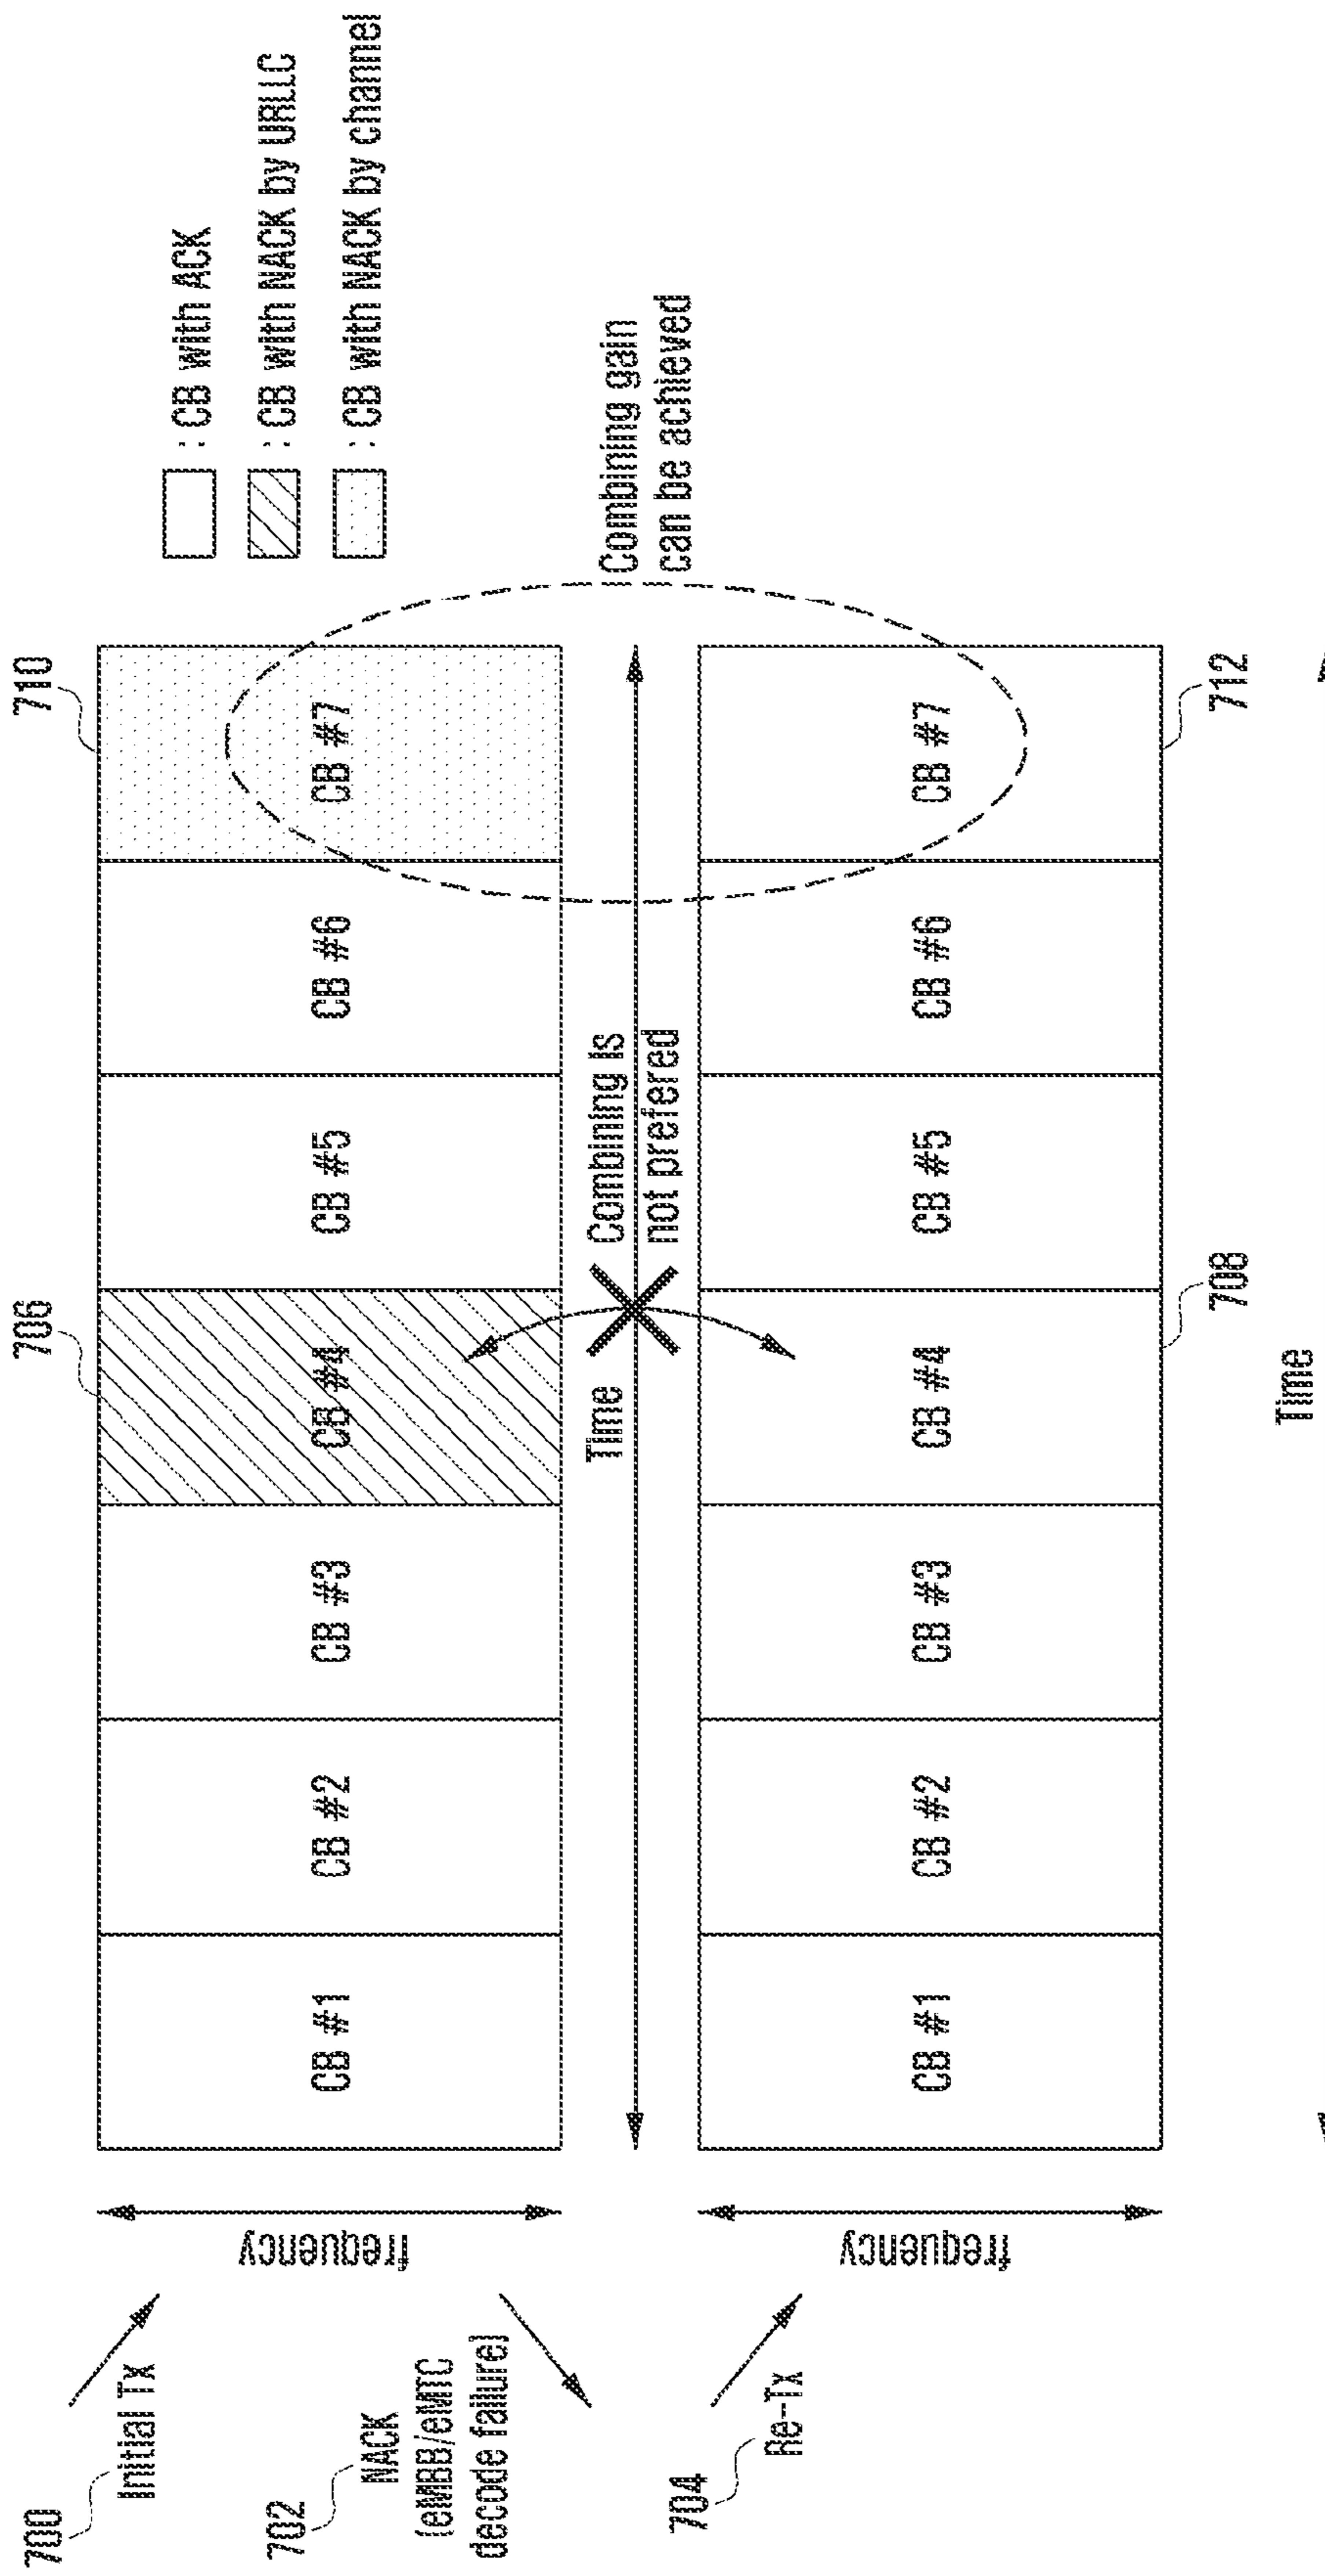 700
Initial Tx
702
NACK
(eMBB/eMTC
decode failure)
704
Re-Tx
706
710
frequency
CB #1
CB #2
CB #3
CB #4
CB #5
CB #6
CB #7
: CB with ACK
: CB with NACK by URLLC
: CB with NACK by channel
Time
Combining is
not prefered
Combining gain
can be achieved
frequency
CB #1
CB #2
CB #3
CB #4
CB #5
CB #6
CB #7
708
712
Time